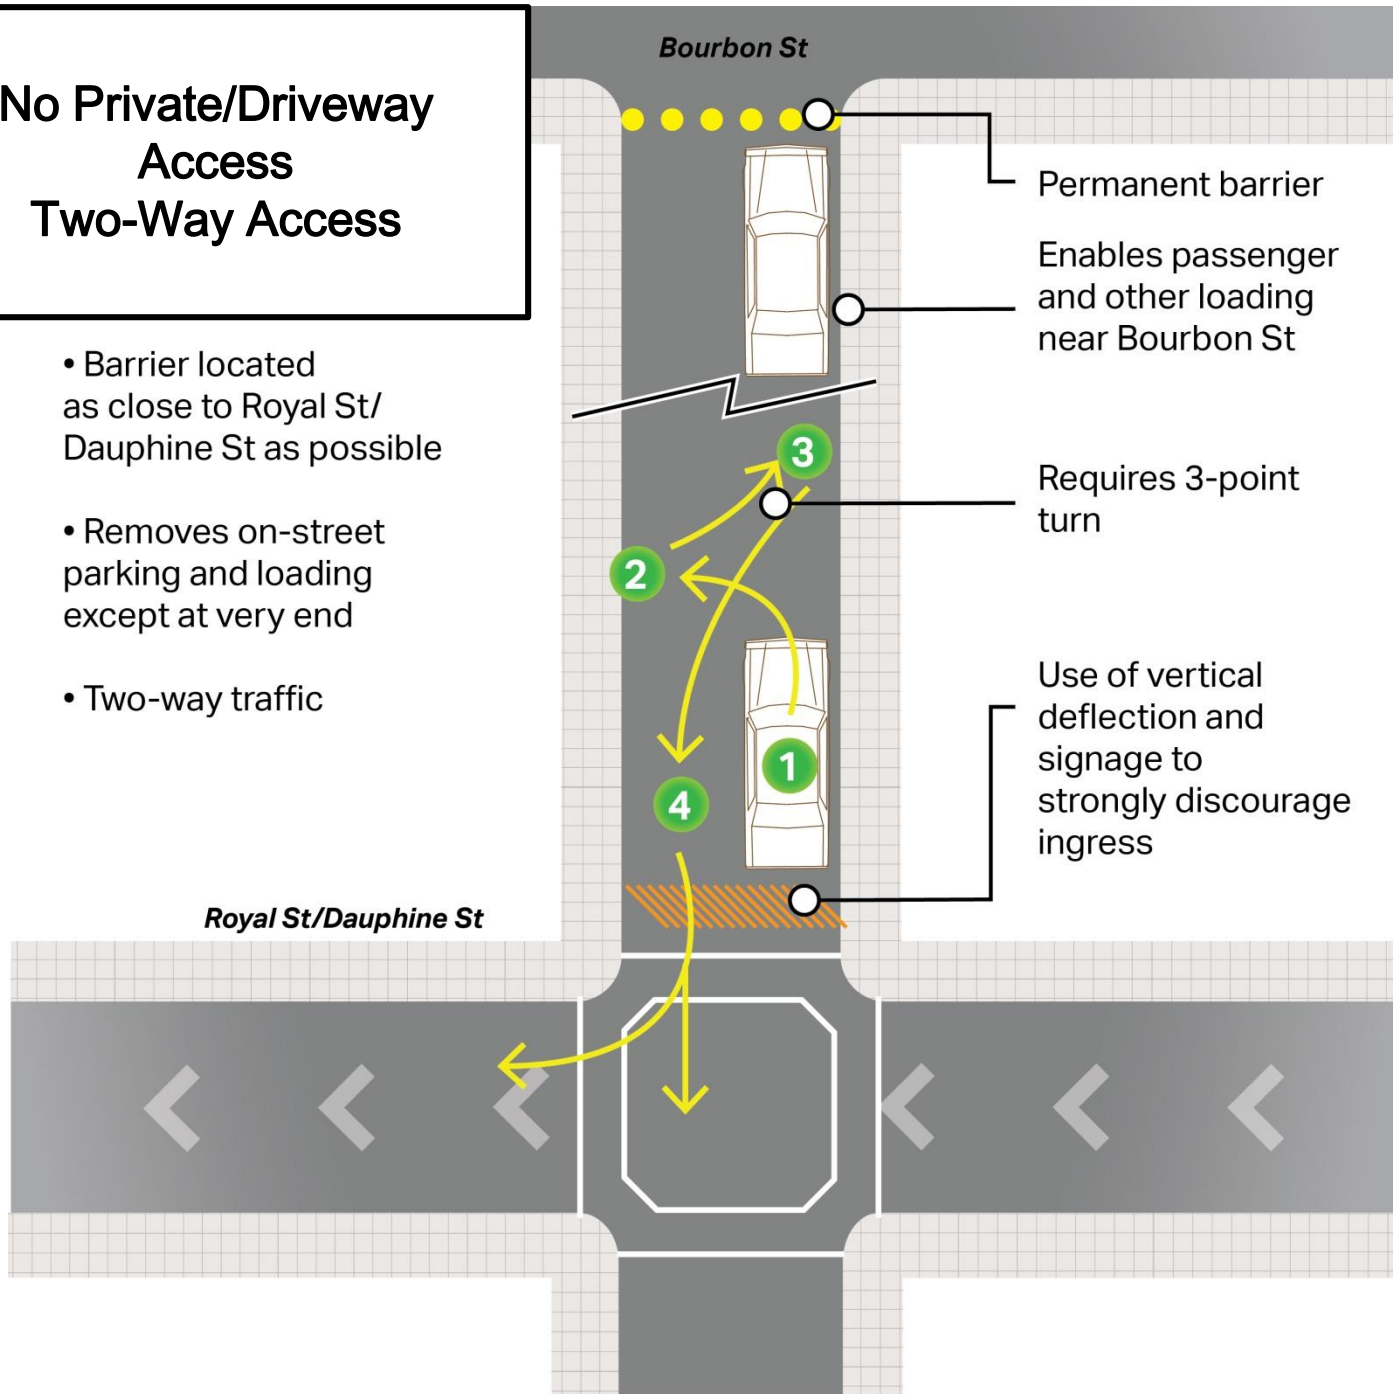 Bourbon St
No Private/Driveway
Access
Two-Way Access
• Barrier located
as close to Royal St/
Dauphine St as possible
• Removes on-street
parking and loading
except at very end
• Two-way traffic
Permanent barrier
Enables passenger
and other loading
near Bourbon St
Requires 3-point
turn
Use of vertical
deflection and
signage to
strongly discourage
ingress
3
2
1
4
Royal St/Dauphine St